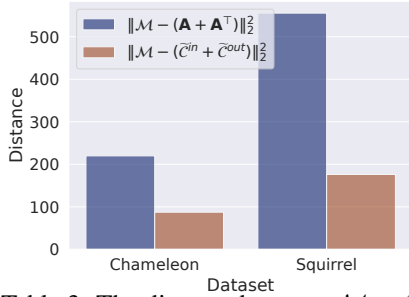 500
400
300
200
100
0
Distance
‖ℳ − (A + A⊤)‖₂²
‖ℳ − (C̃ⁱⁿ + C̃ᵒᵘᵗ)‖₂²
Chameleon Squirrel
Dataset